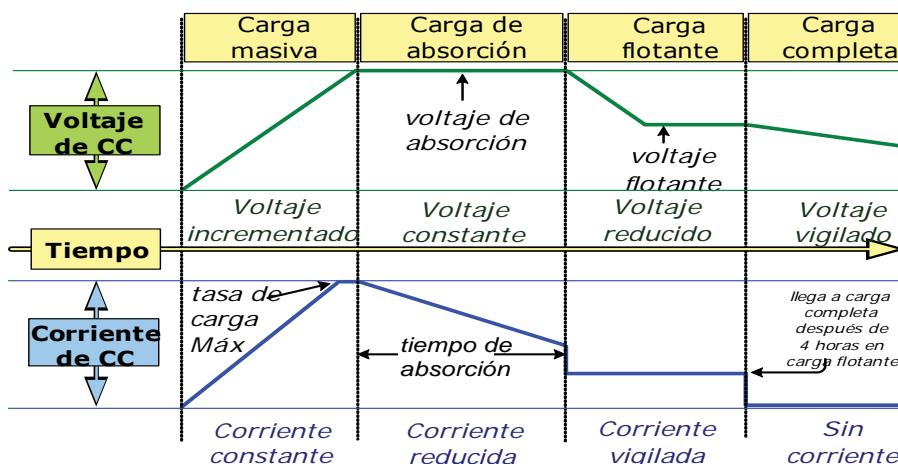 Carga
masiva
Carga de
absorción
Carga
flotante
Carga
completa
Voltaje
de CC
voltaje de
absorción
voltaje
flotante
Voltaje
incrementado
Voltaje
constante
Voltaje
reducido
Voltaje
vigilado
Tiempo
Corriente
de CC
tasa de
carga
Máx
tiempo de
absorción
llega a carga
completa
después de
4 horas en
carga flotante
Corriente
constante
Corriente
reducida
Corriente
vigilada
Sin
corriente